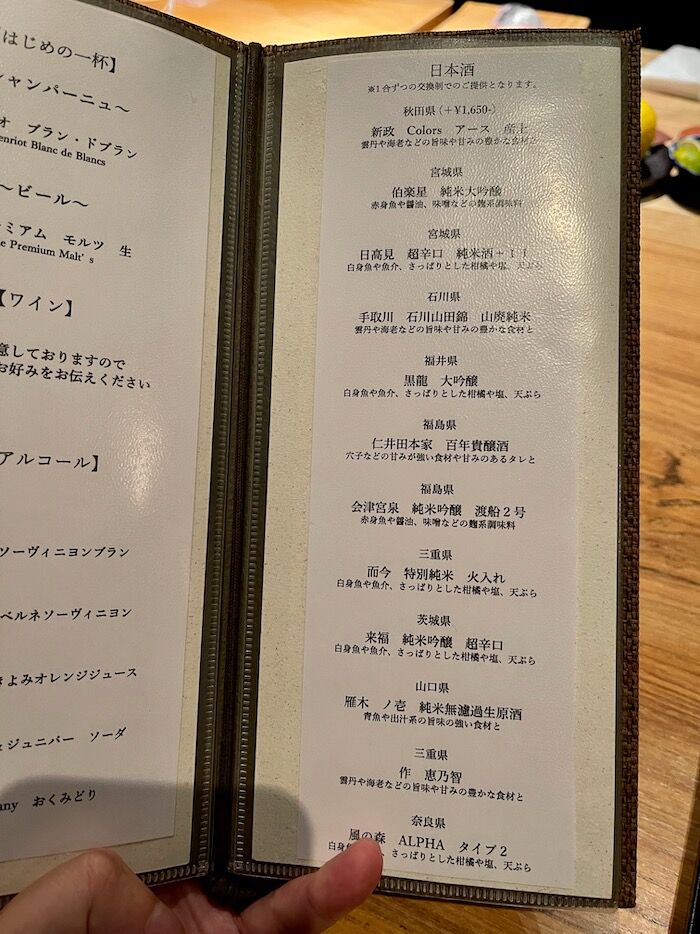 はじめの一杯】
シャンパーニュ～
オ ブラン・ドブラン
enriot Blanc de Blancs
～ビール～
ミアム モルツ 生
e Premium Malt's
【ワイン】
意しておりますので
お好みをお伝えください
アルコール】
ソーヴィニヨンブラン
ベルネソーヴィニヨン
きよみオレンジジュース
ジュニパー ソーダ
any おくみどり
日本酒
※1合ずつの交換制でのご提供となります。
秋田県（＋¥1,650-）
新政 Colors アース 産土
雲丹や海老などの旨味や甘みの豊かな食材と
宮城県
伯楽星 純米大吟醸
赤身魚や醤油、味噌などの麹系調味料
宮城県
日高見 超辛口 純米酒＋11
白身魚や魚介、さっぱりとした柑橘や塩、天ぷら
石川県
手取川 石川山田錦 山廃純米
雲丹や海老などの旨味や甘みの豊かな食材と
福井県
黒龍 大吟醸
白身魚や魚介、さっぱりとした柑橘や塩、天ぷら
福島県
仁井田本家 百年貴醸酒
穴子などの甘みが強い食材や甘みのあるタレと
福島県
会津宮泉 純米吟醸 渡船２号
赤身魚や醤油、味噌などの麹系調味料
三重県
而今 特別純米 火入れ
白身魚や魚介、さっぱりとした柑橘や塩、天ぷら
茨城県
来福 純米吟醸 超辛口
白身魚や魚介、さっぱりとした柑橘や塩、天ぷら
山口県
雁木 ノ壱 純米無濾過生原酒
青魚や出汁系の旨味の強い食材と
三重県
作 恵乃智
雲丹や海老などの旨味や甘みの豊かな食材と
奈良県
風の森 ALPHA タイプ２
白身魚 さっぱりとした柑橘や塩、天ぷら